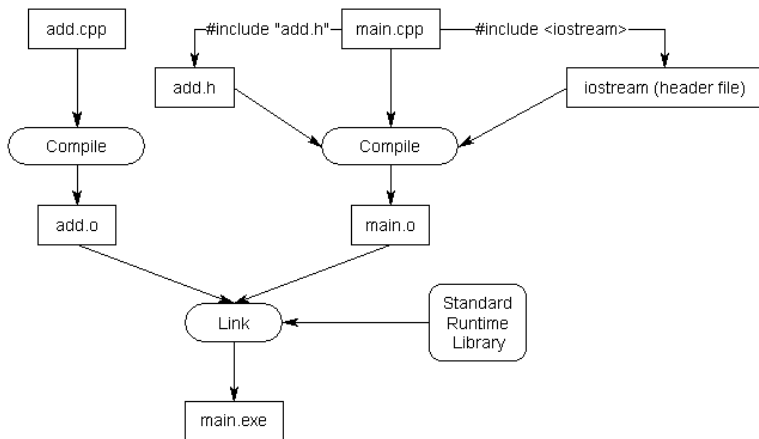 add.cpp
#include "add.h"
main.cpp
#include <iostream>
add.h
iostream (header file)
Compile
Compile
add.o
main.o
Link
Standard
Runtime
Library
main.exe